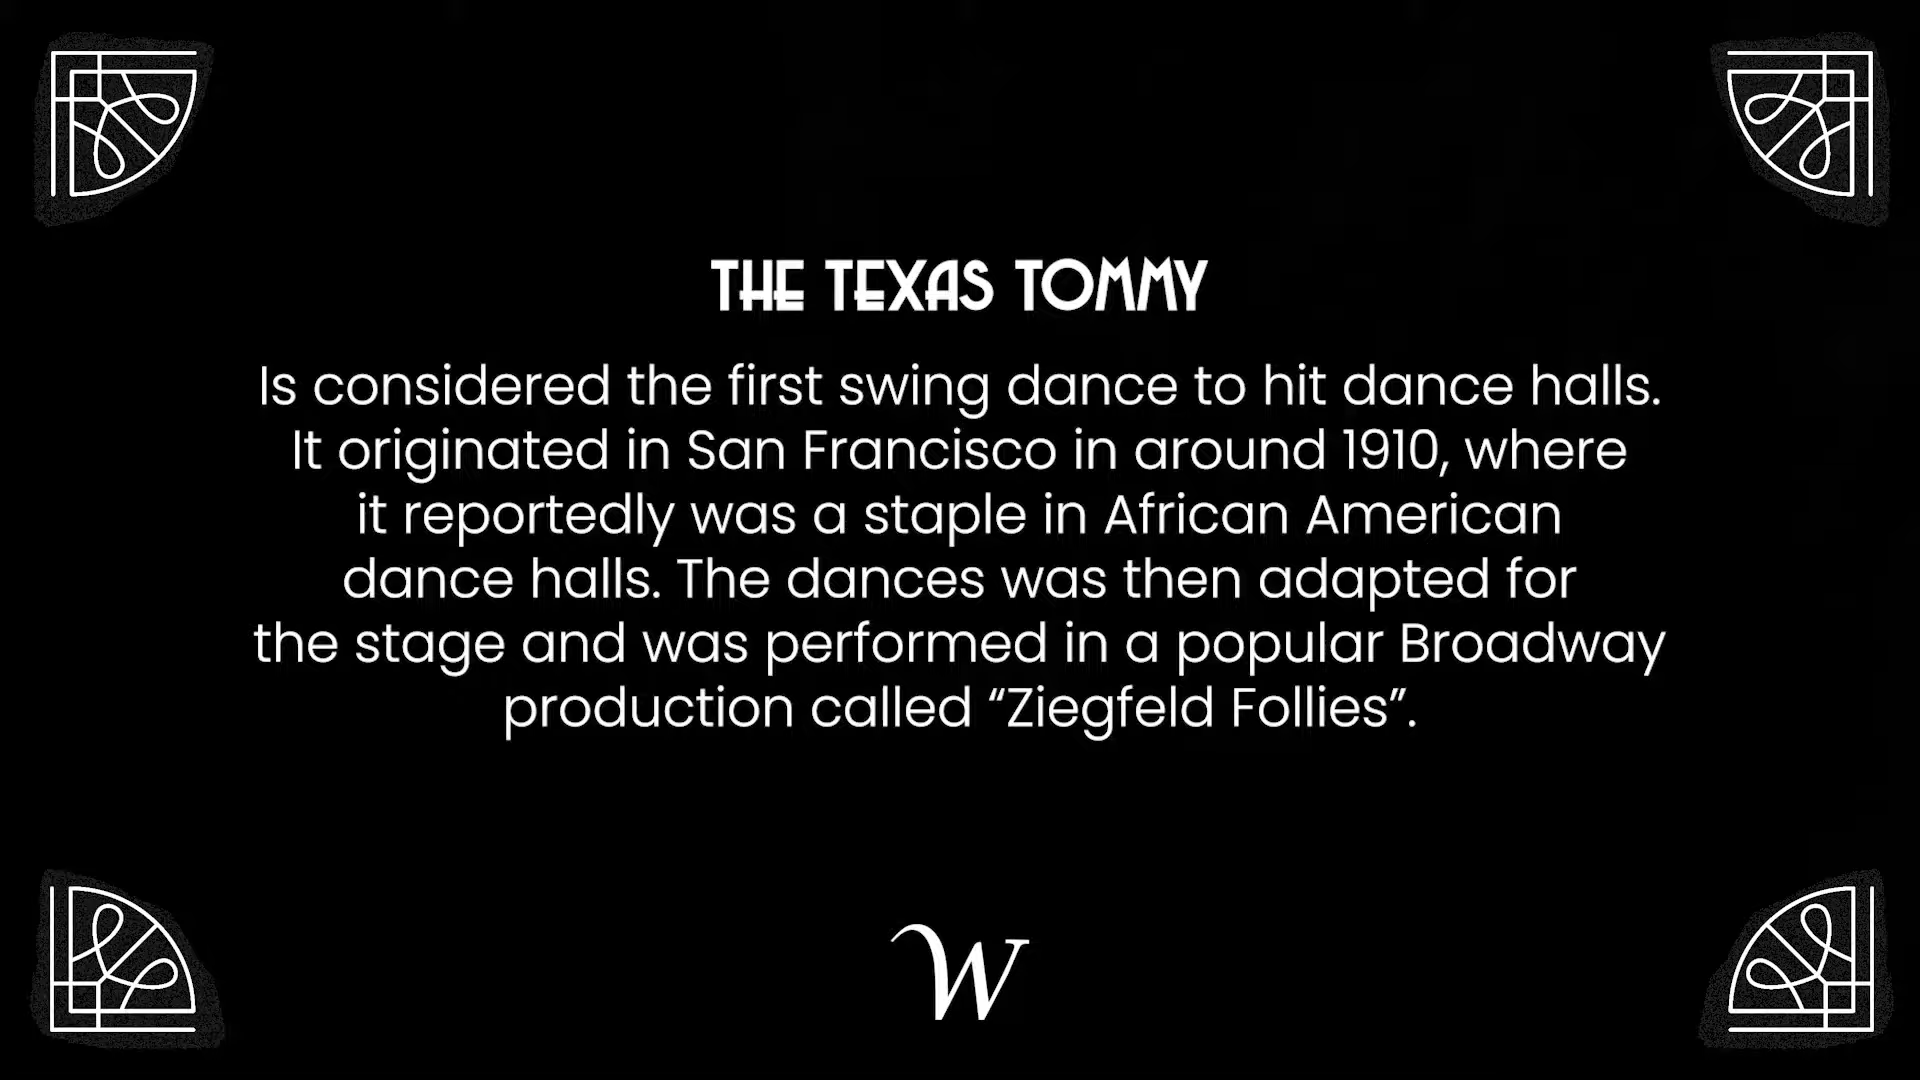 THE TEXAS TOMMY
Is considered the first swing dance to hit dance halls.
It originated in San Francisco in around 1910, where
it reportedly was a staple in African American
dance halls. The dances was then adapted for
the stage and was performed in a popular Broadway
production called “Ziegfeld Follies”.
W